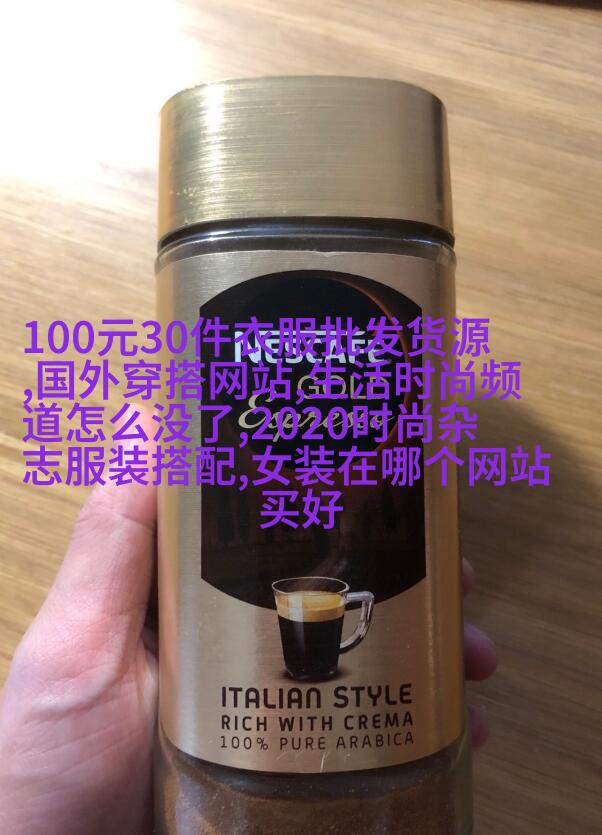 100元30件衣服批发货源
,国外穿搭网站,生活时尚频
道怎么没了,2020时尚杂
志服装搭配,女装在哪个网站
买好
NESCAFÉ
GOLD
Espresso
ITALIAN STYLE
RICH WITH CREMA
100% PURE ARABICA